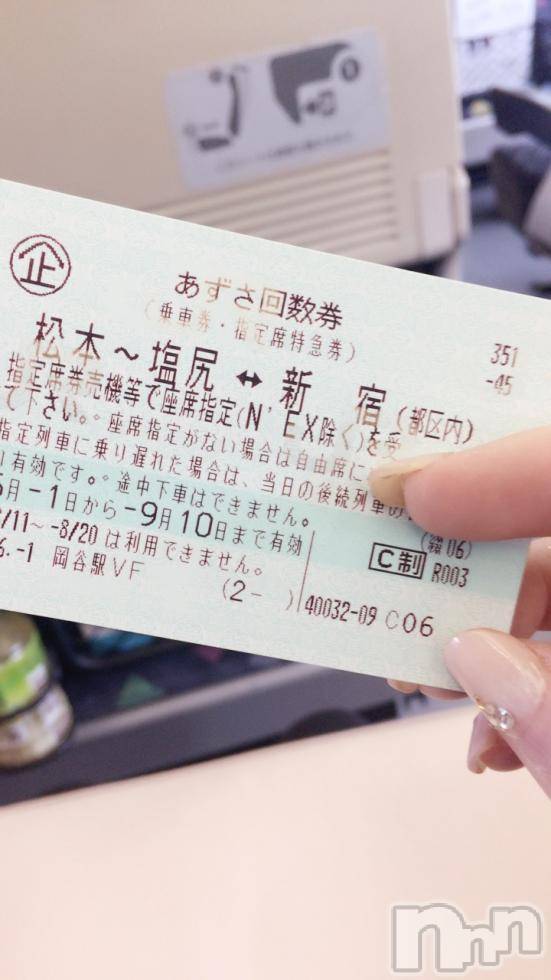 企
あずさ回数券
(乗車券・指定席特急券)
351
-45
松本〜塩尻 ↔ 新 宿 (都区内)
指定席券売機等で座席指定(N'EX除く)を受
て下さい。座席指定がない場合は自由席に
指定列車に乗り遅れた場合は、当日の後続列車の
有効です。途中下車はできません。
月-1日から-9月10日まで有効
/11〜-8/20は利用できません。
6.-1 岡谷駅VF
(2- )
06)
C制 R003
40032-09 C06
nnn